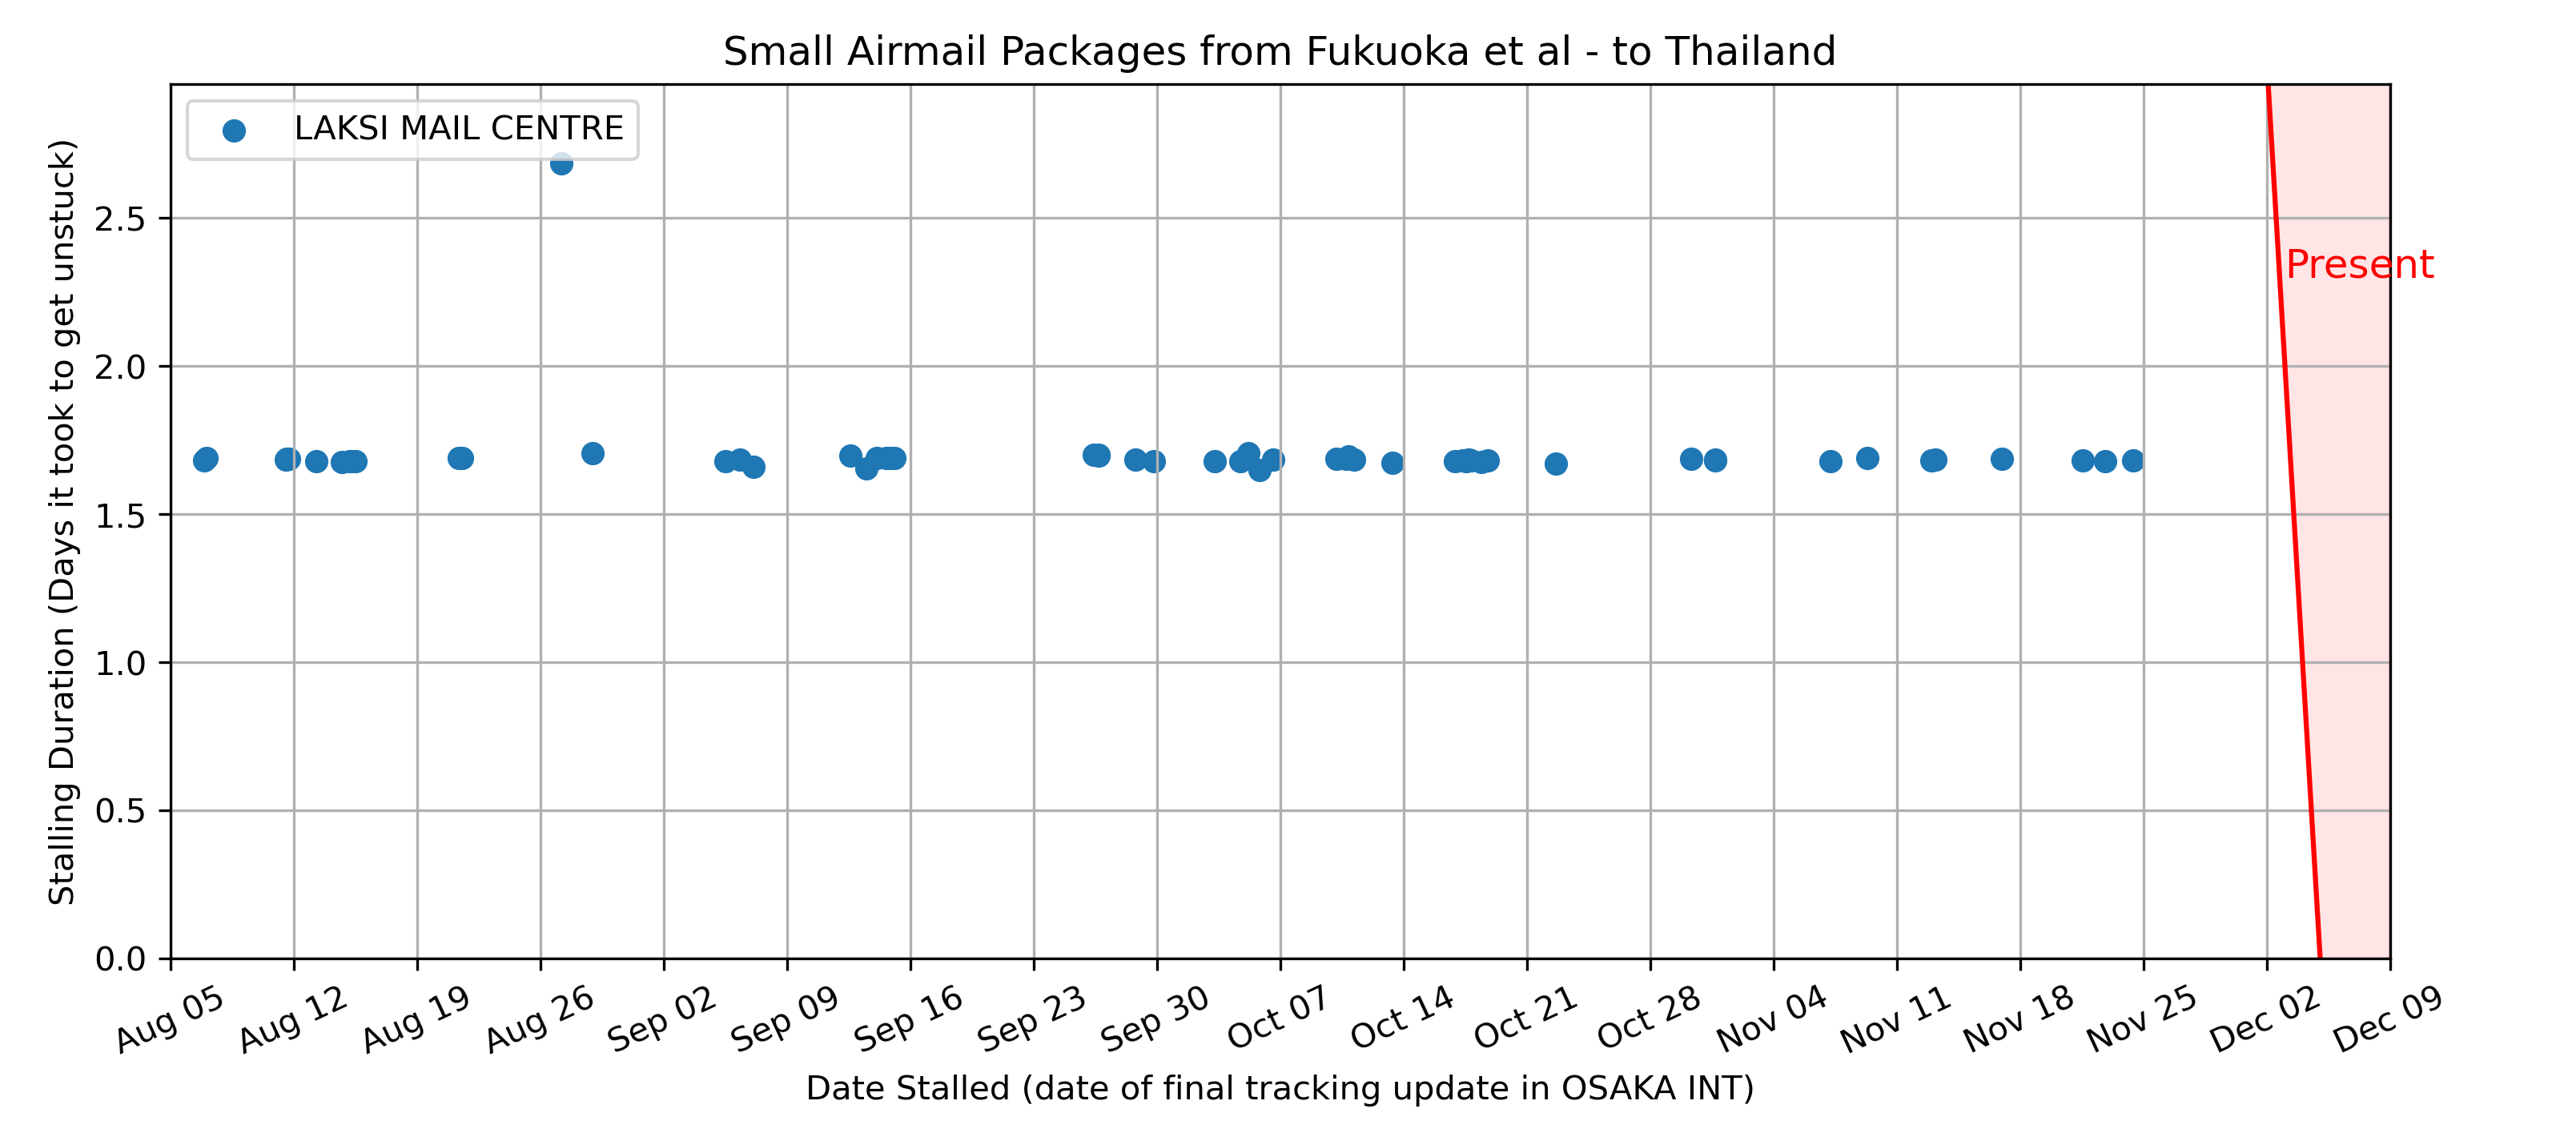 Small Airmail Packages from Fukuoka et al - to Thailand
LAKSI MAIL CENTRE
Present
Stalling Duration (Days it took to get unstuck)
2.5
2.0
1.5
1.0
0.5
0.0
Aug 05
Aug 12
Aug 19
Aug 26
Sep 02
Sep 09
Sep 16
Sep 23
Sep 30
Oct 07
Oct 14
Oct 21
Oct 28
Nov 04
Nov 11
Nov 18
Nov 25
Dec 02
Dec 09
Date Stalled (date of final tracking update in OSAKA INT)